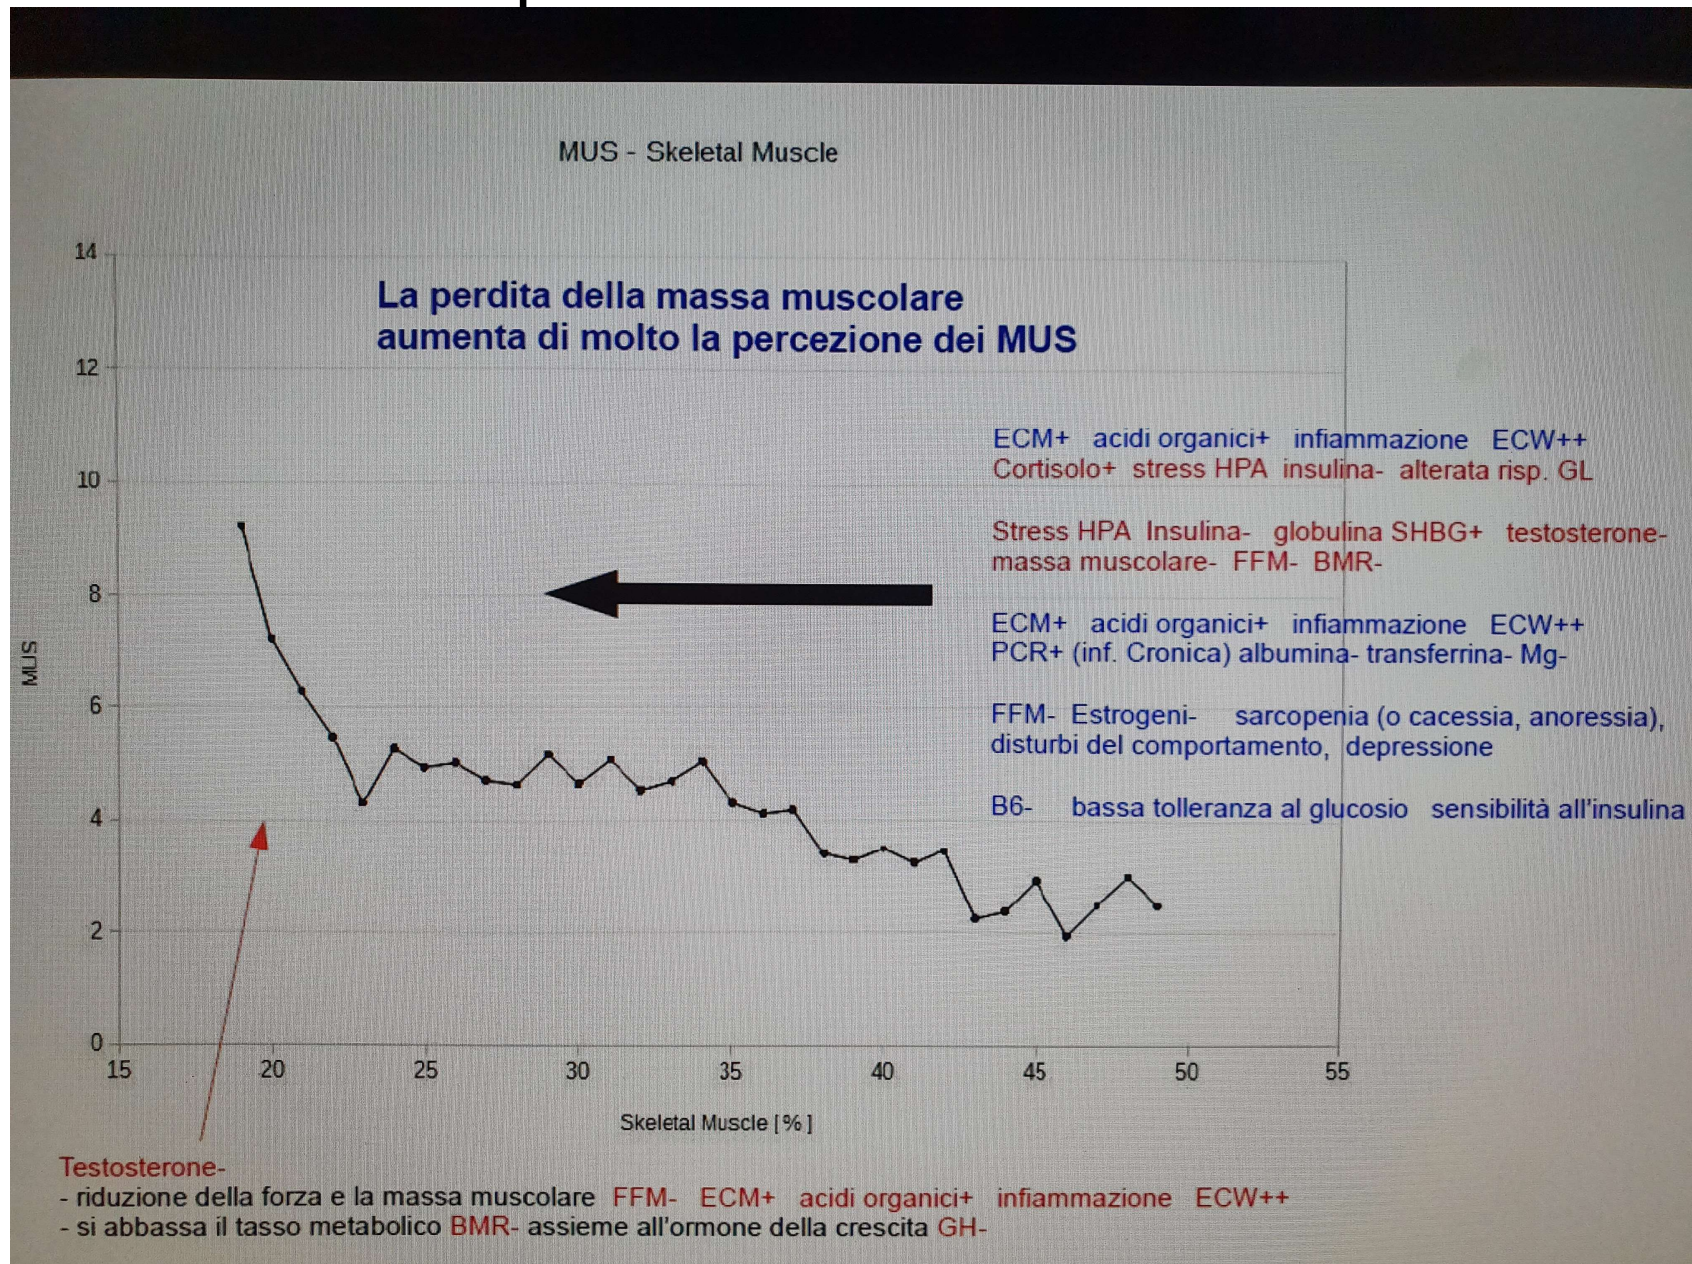 MUS - Skeletal Muscle
14
La perdita della massa muscolare
aumenta di molto la percezione dei MUS
12
ECM+ acidi organici+ infiammazione ECW++
Cortisolo+ stress HPA insulina- alterata risp. GL
10
Stress HPA Insulina- globulina SHBG+ testosterone-
massa muscolare- FFM- BMR-
8
ECM+ acidi organici+ infiammazione ECW++
PCR+ (inf. Cronica) albumina- transferrina- Mg-
MUS
6
FFM- Estrogeni- sarcopenia (o cacessia, anoressia),
disturbi del comportamento, depressione
4
B6- bassa tolleranza al glucosio sensibilità all'insulina
2
0
15 20 25 30 35 40 45 50 55
Skeletal Muscle [%]
Testosterone-
- riduzione della forza e la massa muscolare FFM- ECM+ acidi organici+ infiammazione ECW++
- si abbassa il tasso metabolico BMR- assieme all'ormone della crescita GH-